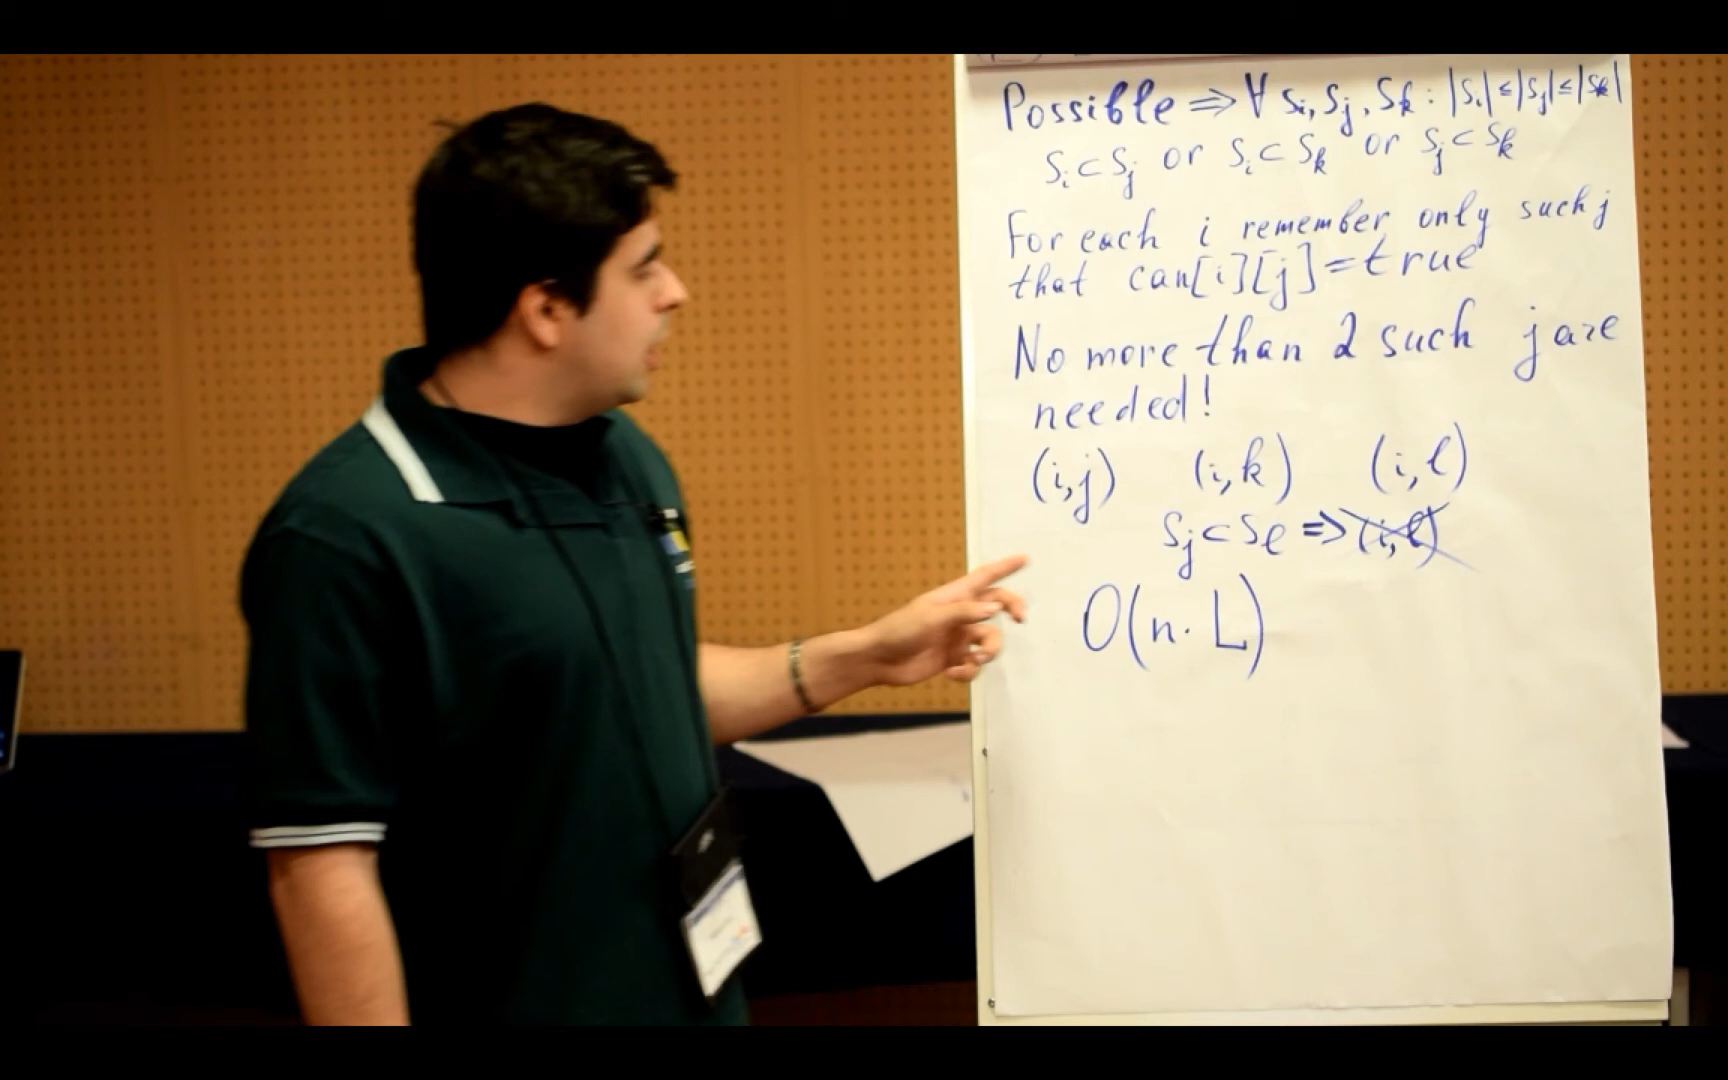 Possible ⇒ ∀ Si, Sj, Sk : |Si| ≤ |Sj| ≤ |Sk|
Si ⊂ Sj or Si ⊂ Sk or Sj ⊂ Sk
For each i remember only such j
that can[i][j]=true
No more than 2 such j are
needed!
(i,j) (i,k) (i,l)
Sj ⊂ Sl ⇒ (i,l)
O(n·L)